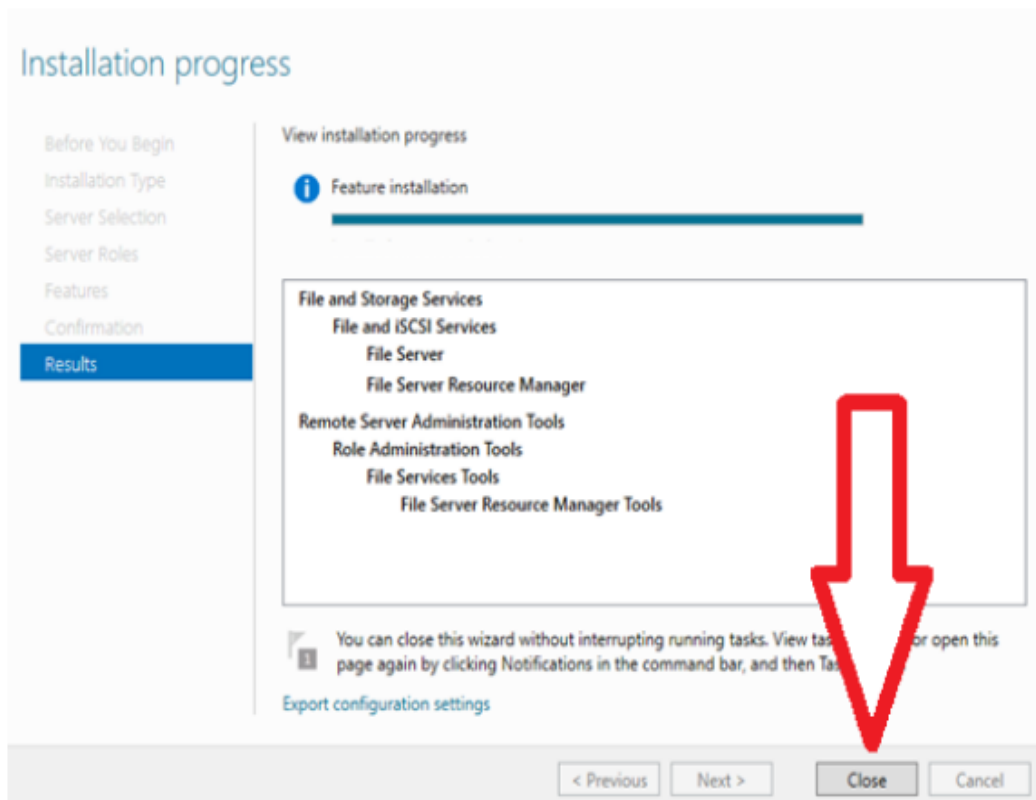 Installation progress
Before You Begin
Installation Type
Server Selection
Server Roles
Features
Confirmation
Results
View installation progress
Feature installation
File and Storage Services
File and iSCSI Services
File Server
File Server Resource Manager
Remote Server Administration Tools
Role Administration Tools
File Services Tools
File Server Resource Manager Tools
1
You can close this wizard without interrupting running tasks. View or open this
page again by clicking Notifications in the command bar, and then
Export configuration settings
< Previous Next > Close Cancel